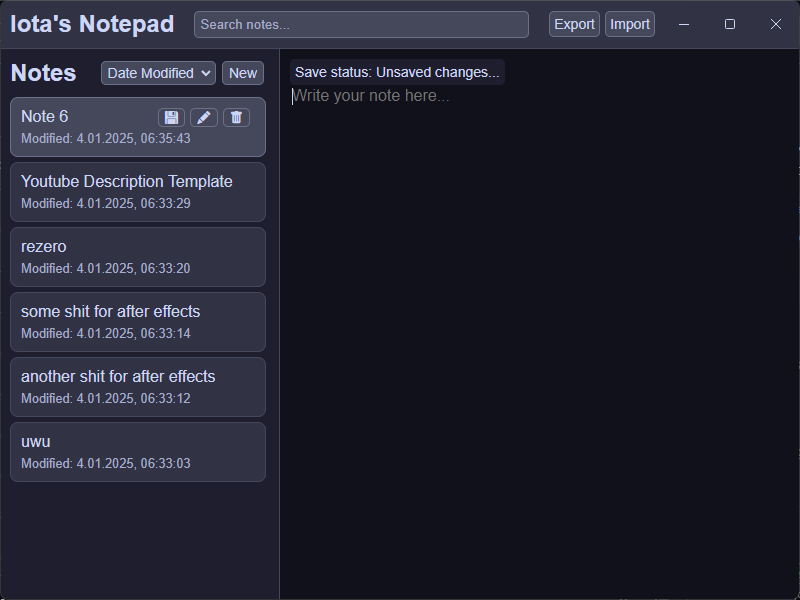 Iota's Notepad
Search notes...
Export
Import
Notes
Date Modified
New
Note 6
Modified: 4.01.2025, 06:35:43
Youtube Description Template
Modified: 4.01.2025, 06:33:29
rezero
Modified: 4.01.2025, 06:33:20
some shit for after effects
Modified: 4.01.2025, 06:33:14
another shit for after effects
Modified: 4.01.2025, 06:33:12
uwu
Modified: 4.01.2025, 06:33:03
Save status: Unsaved changes...
Write your note here...